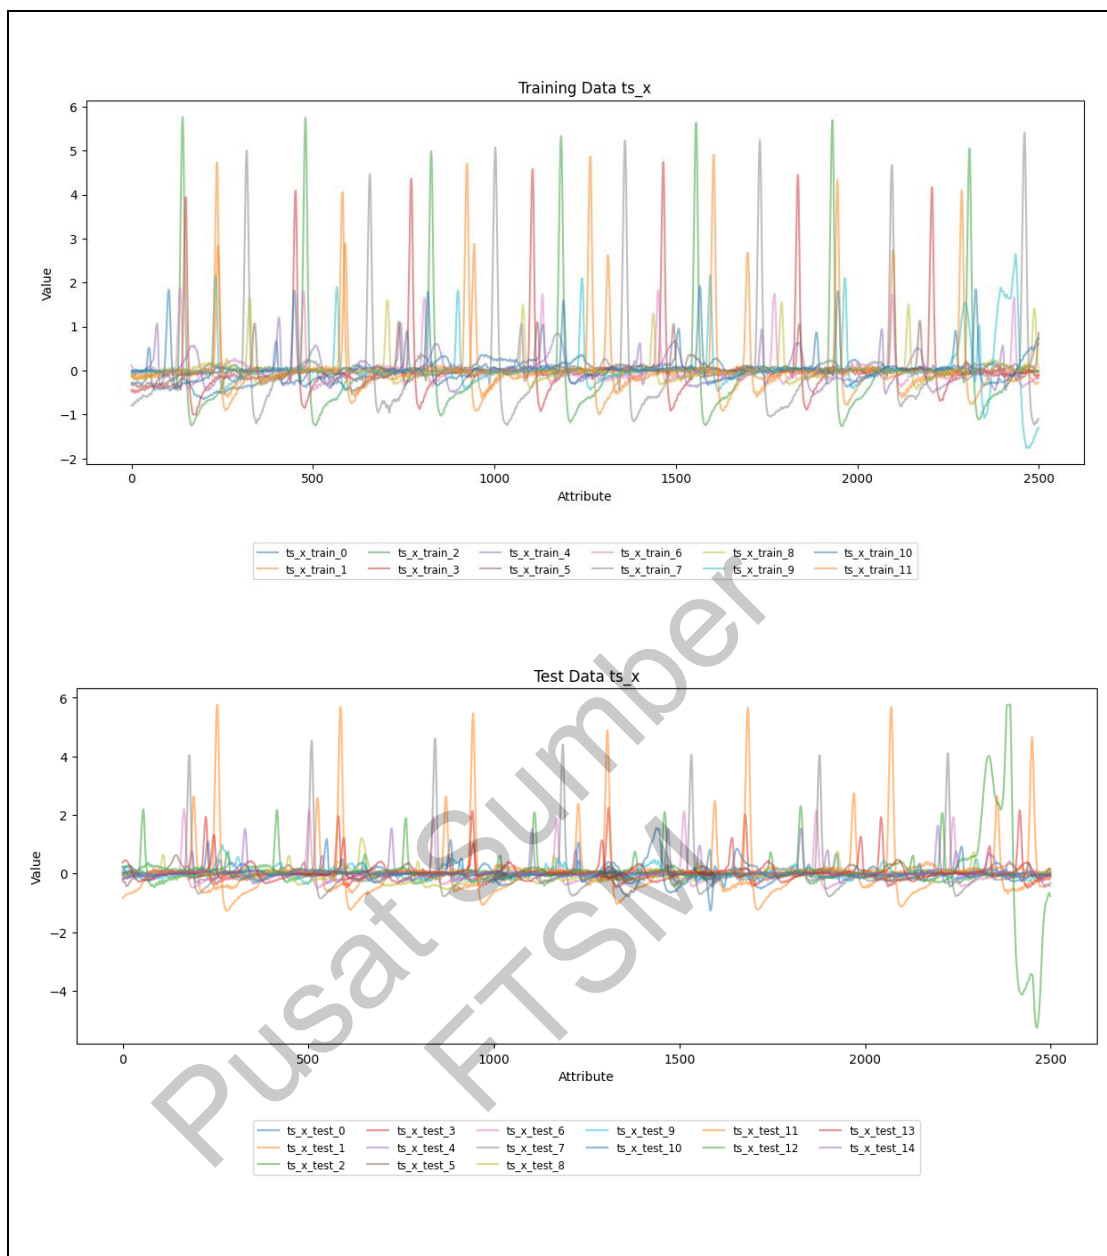 Training Data ts_x
6
5
4
3
2
1
0
−1
−2
Value
0 500 1000 1500 2000 2500
Attribute
ts_x_train_0 ts_x_train_2 ts_x_train_4 ts_x_train_6 ts_x_train_8 ts_x_train_10
ts_x_train_1 ts_x_train_3 ts_x_train_5 ts_x_train_7 ts_x_train_9 ts_x_train_11
Test Data ts_x
6
4
2
0
−2
−4
Value
0 500 1000 1500 2000 2500
Attribute
ts_x_test_0 ts_x_test_3 ts_x_test_6 ts_x_test_9 ts_x_test_11 ts_x_test_13
ts_x_test_1 ts_x_test_4 ts_x_test_7 ts_x_test_10 ts_x_test_12 ts_x_test_14
ts_x_test_2 ts_x_test_5 ts_x_test_8
Pusat Sumber
FTSM